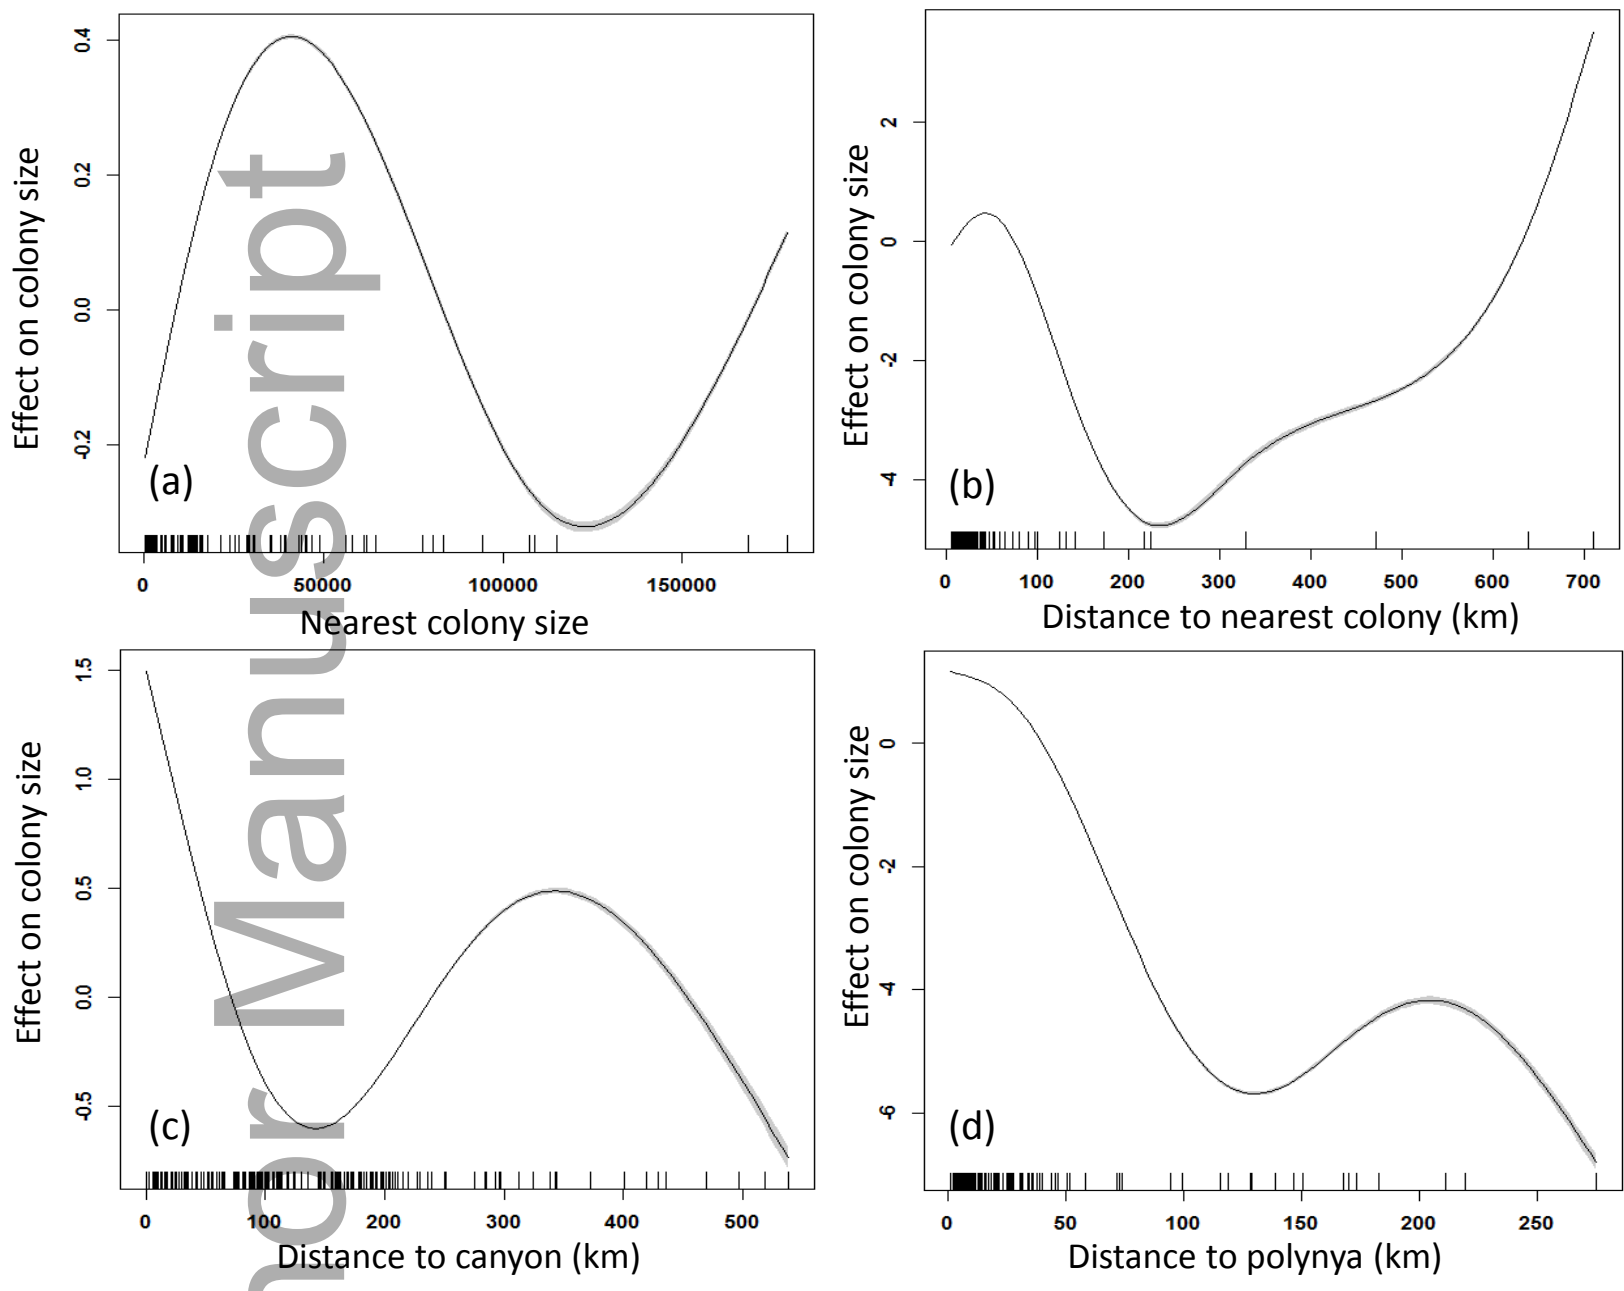 Effect on colony size
0.4
0.2
0.0
-0.2
(a)
0 50000 100000 150000
Nearest colony size
Effect on colony size
2
0
-2
-4
(b)
0 100 200 300 400 500 600 700
Distance to nearest colony (km)
Effect on colony size
1.5
1.0
0.5
0.0
-0.5
(c)
0 100 200 300 400 500
Distance to canyon (km)
Effect on colony size
0
-2
-4
-6
(d)
0 50 100 150 200 250
Distance to polynya (km)
or Manuscript